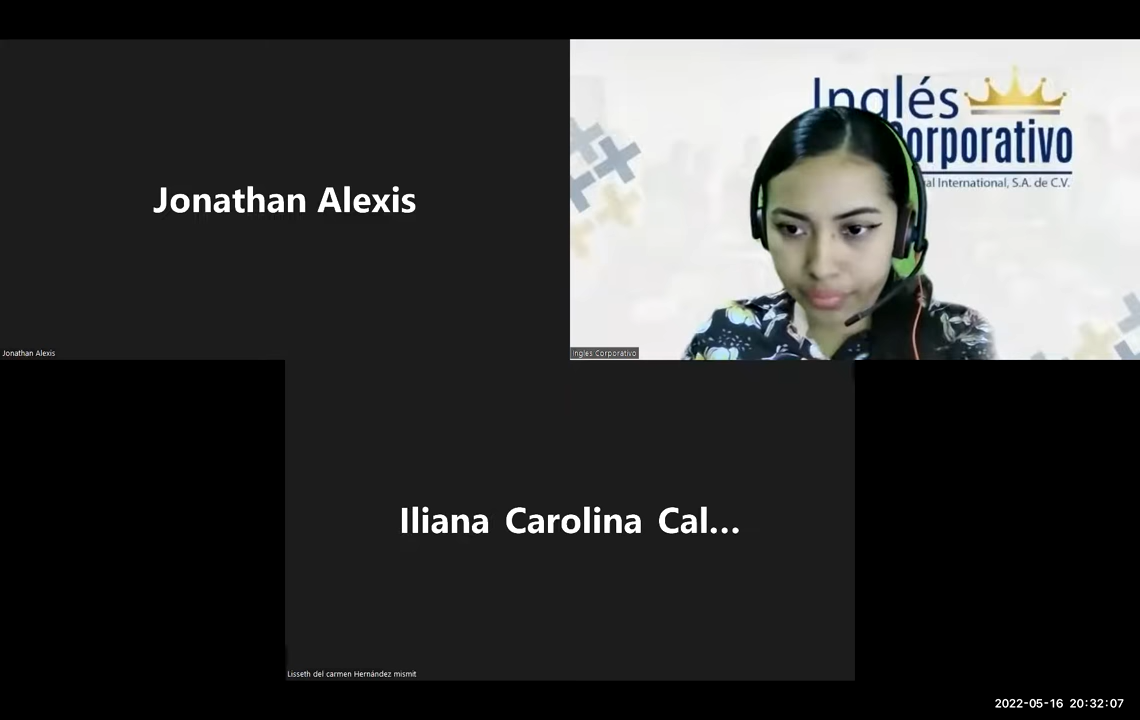 Jonathan Alexis
Jonathan Alexis
Inglés
Corporativo
al International, S.A. de C.V.
Inglés Corporativo
Iliana Carolina Cal...
Lisseth del carmen Hernández mismit
2022-05-16 20:32:07